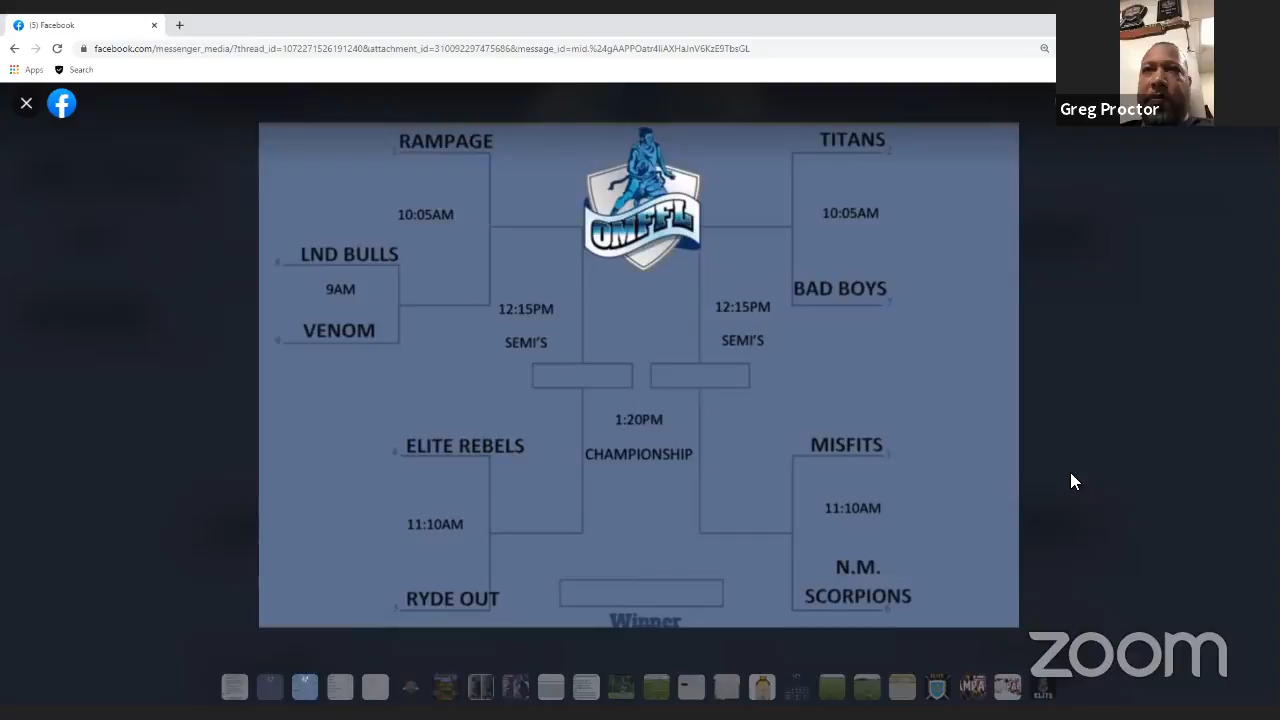 (5) Facebook
facebook.com/messenger_media/?thread_id=1072271526191240&attachment_id=310092297475686&message_id=mid.%24gAAPPOatr4liAXHaJnV6KzE9TbsGL
Apps
Search
Greg Proctor
RAMPAGE
TITANS
OMFFL
10:05AM
10:05AM
LND BULLS
9AM
BAD BOYS
VENOM
12:15PM
12:15PM
SEMI'S
SEMI'S
1:20PM
CHAMPIONSHIP
ELITE REBELS
MISFITS
11:10AM
11:10AM
N.M.
SCORPIONS
RYDE OUT
Winner
zoom